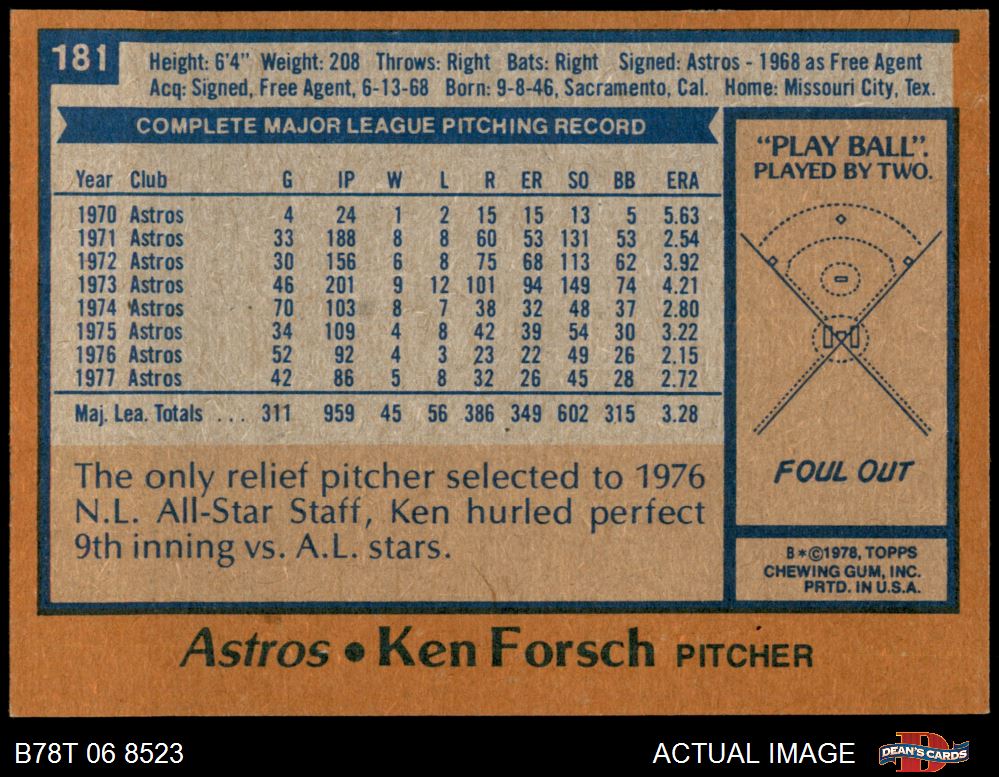 181
Height: 6'4" Weight: 208 Throws: Right Bats: Right Signed: Astros - 1968 as Free Agent
Acq: Signed, Free Agent, 6-13-68 Born: 9-8-46, Sacramento, Cal. Home: Missouri City, Tex.
COMPLETE MAJOR LEAGUE PITCHING RECORD
Year Club G IP W L R ER SO BB ERA
1970 Astros 4 24 1 2 15 15 13 5 5.63
1971 Astros 33 188 8 8 60 53 131 53 2.54
1972 Astros 30 156 6 8 75 68 113 62 3.92
1973 Astros 46 201 9 12 101 94 149 74 4.21
1974 Astros 70 103 8 7 38 32 48 37 2.80
1975 Astros 34 109 4 8 42 39 54 30 3.22
1976 Astros 52 92 4 3 23 22 49 26 2.15
1977 Astros 42 86 5 8 32 26 45 28 2.72
Maj. Lea. Totals . . . 311 959 45 56 386 349 602 315 3.28
The only relief pitcher selected to 1976
N.L. All-Star Staff, Ken hurled perfect
9th inning vs. A.L. stars.
"PLAY BALL".
PLAYED BY TWO.
FOUL OUT
B*©1978, TOPPS
CHEWING GUM, INC.
PRTD. IN U.S.A.
Astros • Ken Forsch PITCHER
B78T 06 8523
ACTUAL IMAGE
DEAN'S CARDS